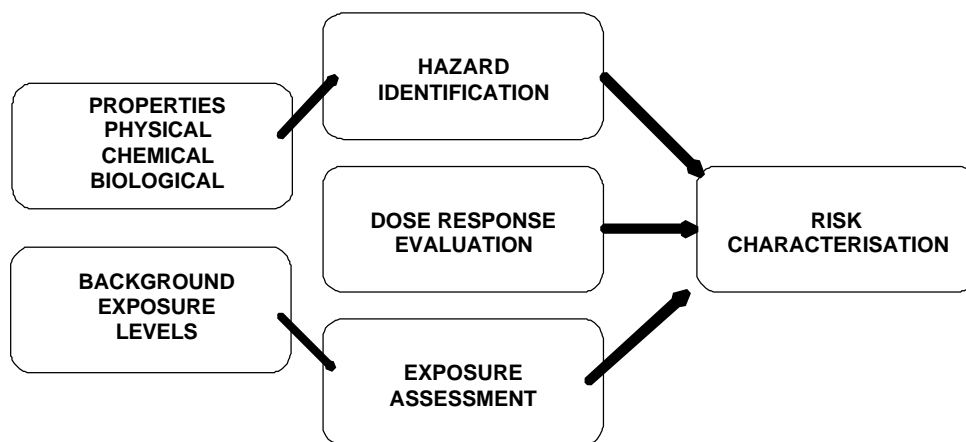 PROPERTIES
PHYSICAL
CHEMICAL
BIOLOGICAL
BACKGROUND
EXPOSURE
LEVELS
HAZARD
IDENTIFICATION
DOSE RESPONSE
EVALUATION
EXPOSURE
ASSESSMENT
RISK
CHARACTERISATION